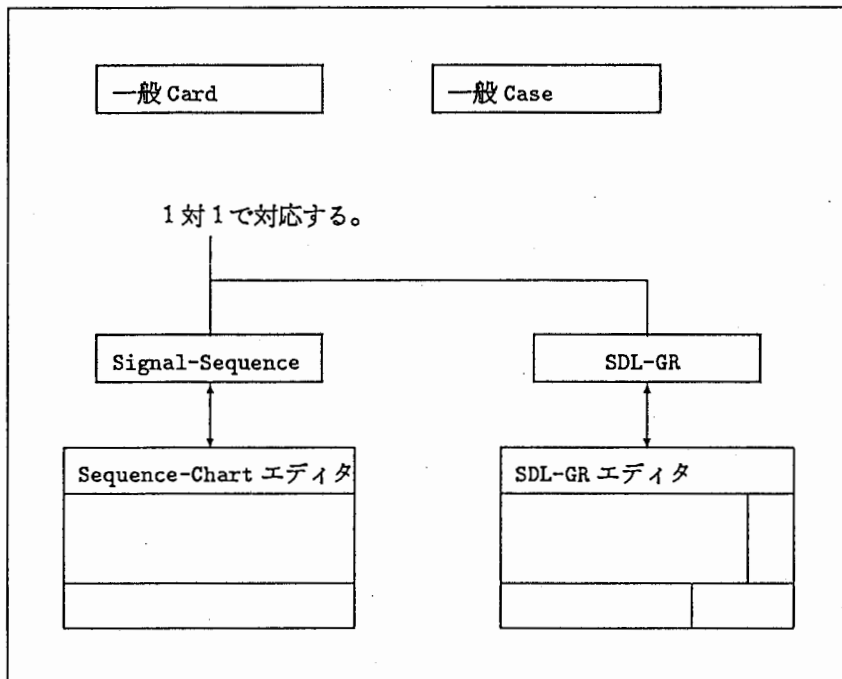 一般 Card
一般 Case
1 対 1 で対応する。
Signal-Sequence
SDL-GR
Sequence-Chart エディタ
SDL-GR エディタ